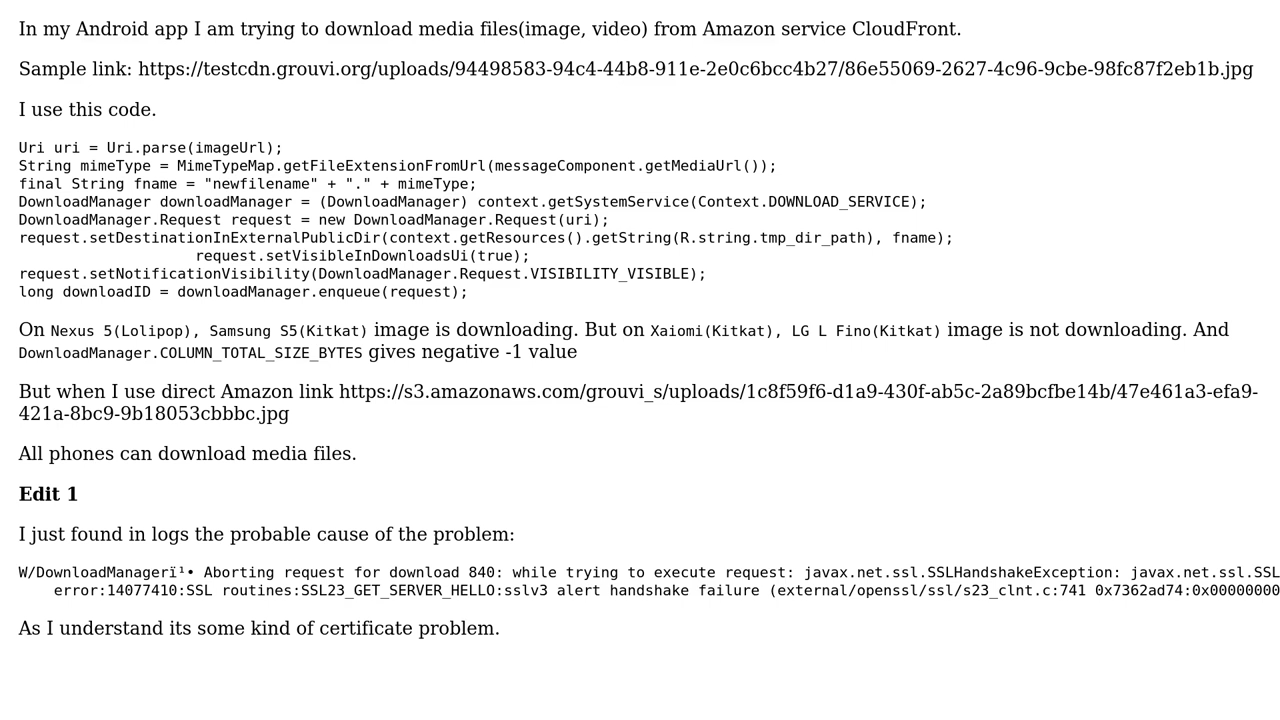 In my Android app I am trying to download media files(image, video) from Amazon service CloudFront.
Sample link: https://testcdn.grouvi.org/uploads/94498583-94c4-44b8-911e-2e0c6bcc4b27/86e55069-2627-4c96-9cbe-98fc87f2eb1b.jpg
I use this code.
Uri uri = Uri.parse(imageUrl);
String mimeType = MimeTypeMap.getFileExtensionFromUrl(messageComponent.getMediaUrl());
final String fname = "newfilename" + "." + mimeType;
DownloadManager downloadManager = (DownloadManager) context.getSystemService(Context.DOWNLOAD_SERVICE);
DownloadManager.Request request = new DownloadManager.Request(uri);
request.setDestinationInExternalPublicDir(context.getResources().getString(R.string.tmp_dir_path), fname);
request.setVisibleInDownloadsUi(true);
request.setNotificationVisibility(DownloadManager.Request.VISIBILITY_VISIBLE);
long downloadID = downloadManager.enqueue(request);
On Nexus 5(Lolipop), Samsung S5(Kitkat) image is downloading. But on Xaiomi(Kitkat), LG L Fino(Kitkat) image is not downloading. And
DownloadManager.COLUMN_TOTAL_SIZE_BYTES gives negative -1 value
But when I use direct Amazon link https://s3.amazonaws.com/grouvi_s/uploads/1c8f59f6-d1a9-430f-ab5c-2a89bcfbe14b/47e461a3-efa9-
421a-8bc9-9b18053cbbbc.jpg
All phones can download media files.
Edit 1
I just found in logs the probable cause of the problem:
W/DownloadManagerï¹• Aborting request for download 840: while trying to execute request: javax.net.ssl.SSLHandshakeException: javax.net.ssl.SSL
error:14077410:SSL routines:SSL23_GET_SERVER_HELLO:sslv3 alert handshake failure (external/openssl/ssl/s23_clnt.c:741 0x7362ad74:0x00000000
As I understand its some kind of certificate problem.